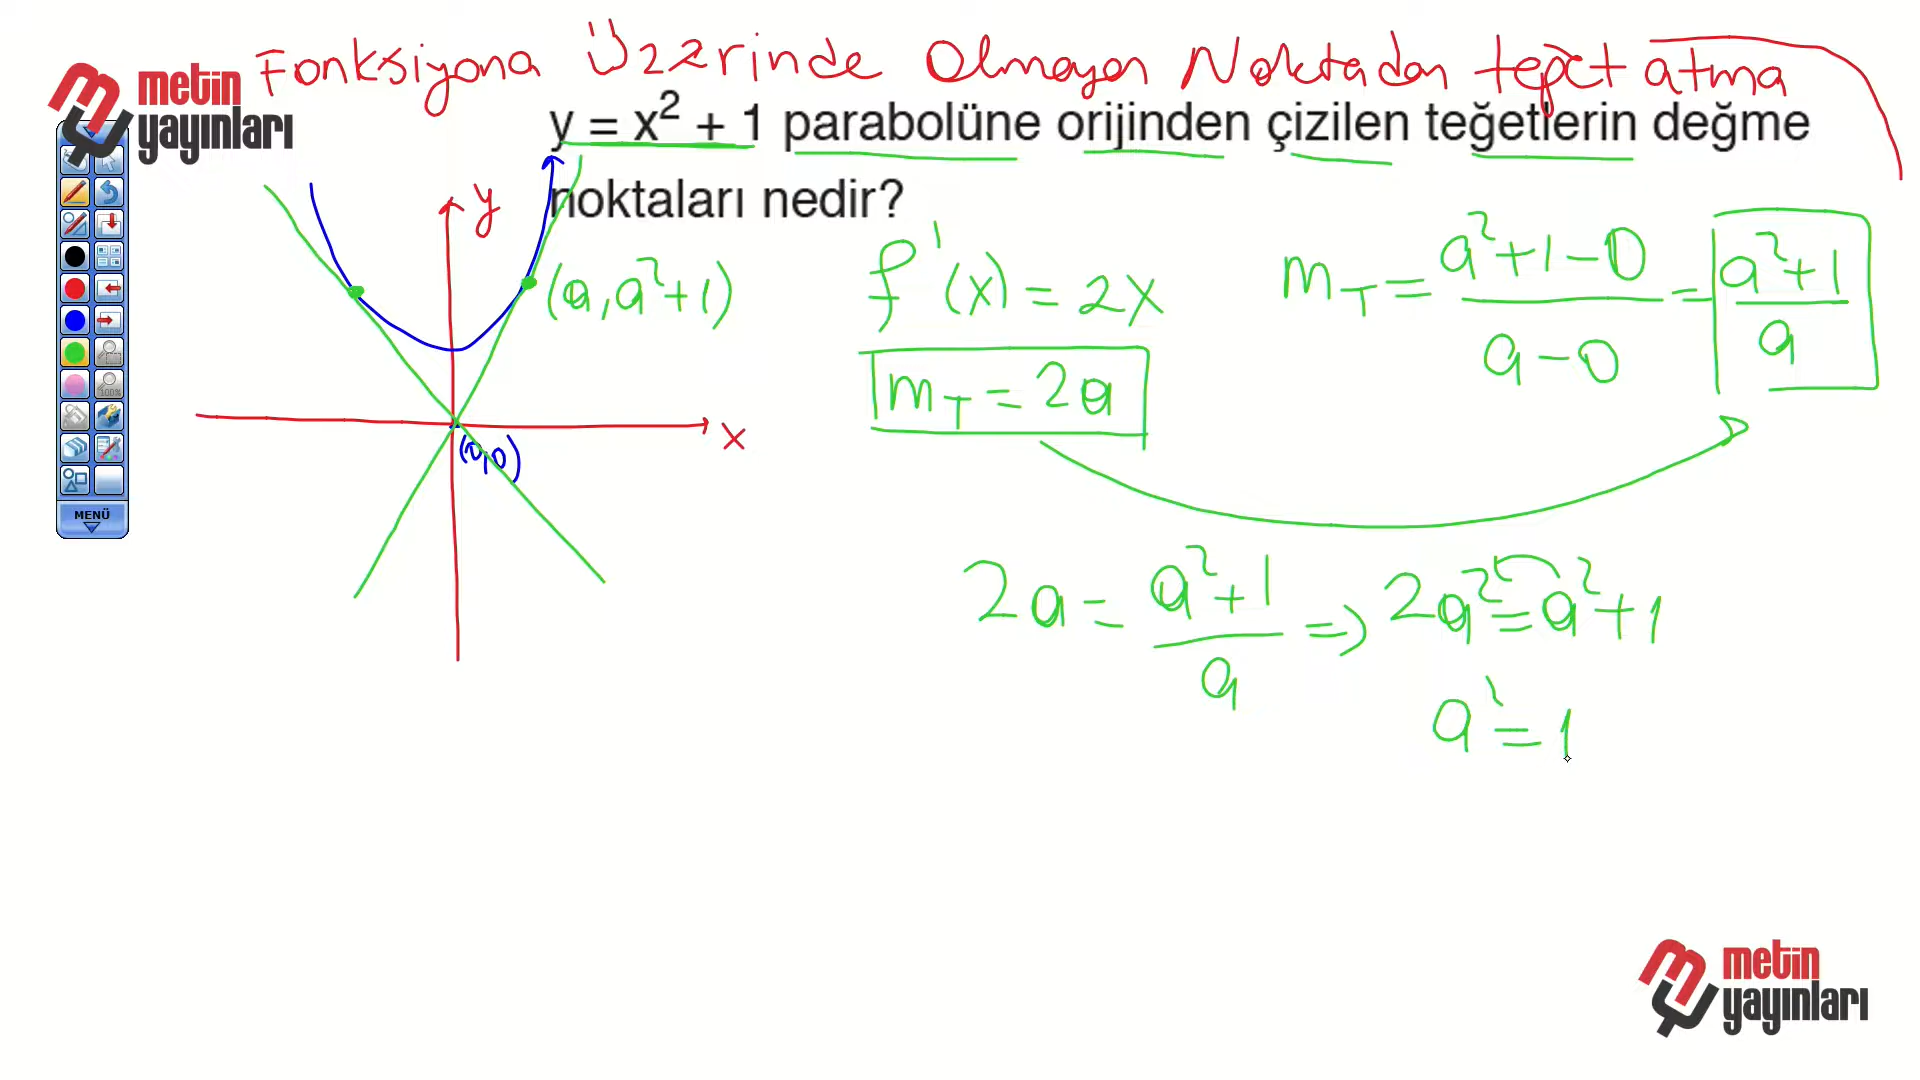 Fonksiyona Üzerinde Olmayan Noktadan teğet atma
metin
yayınları
y = x² + 1 parabolüne orijinden çizilen teğetlerin değme
noktaları nedir?
y
x
(0,0)
(a, a²+1)
f'(x) = 2x
m_T = 2a
m_T = (a²+1-0)/(a-0) = (a²+1)/a
2a = (a²+1)/a ⇒ 2a² = a²+1
a² = 1
100%
MENÜ
metin
yayınları